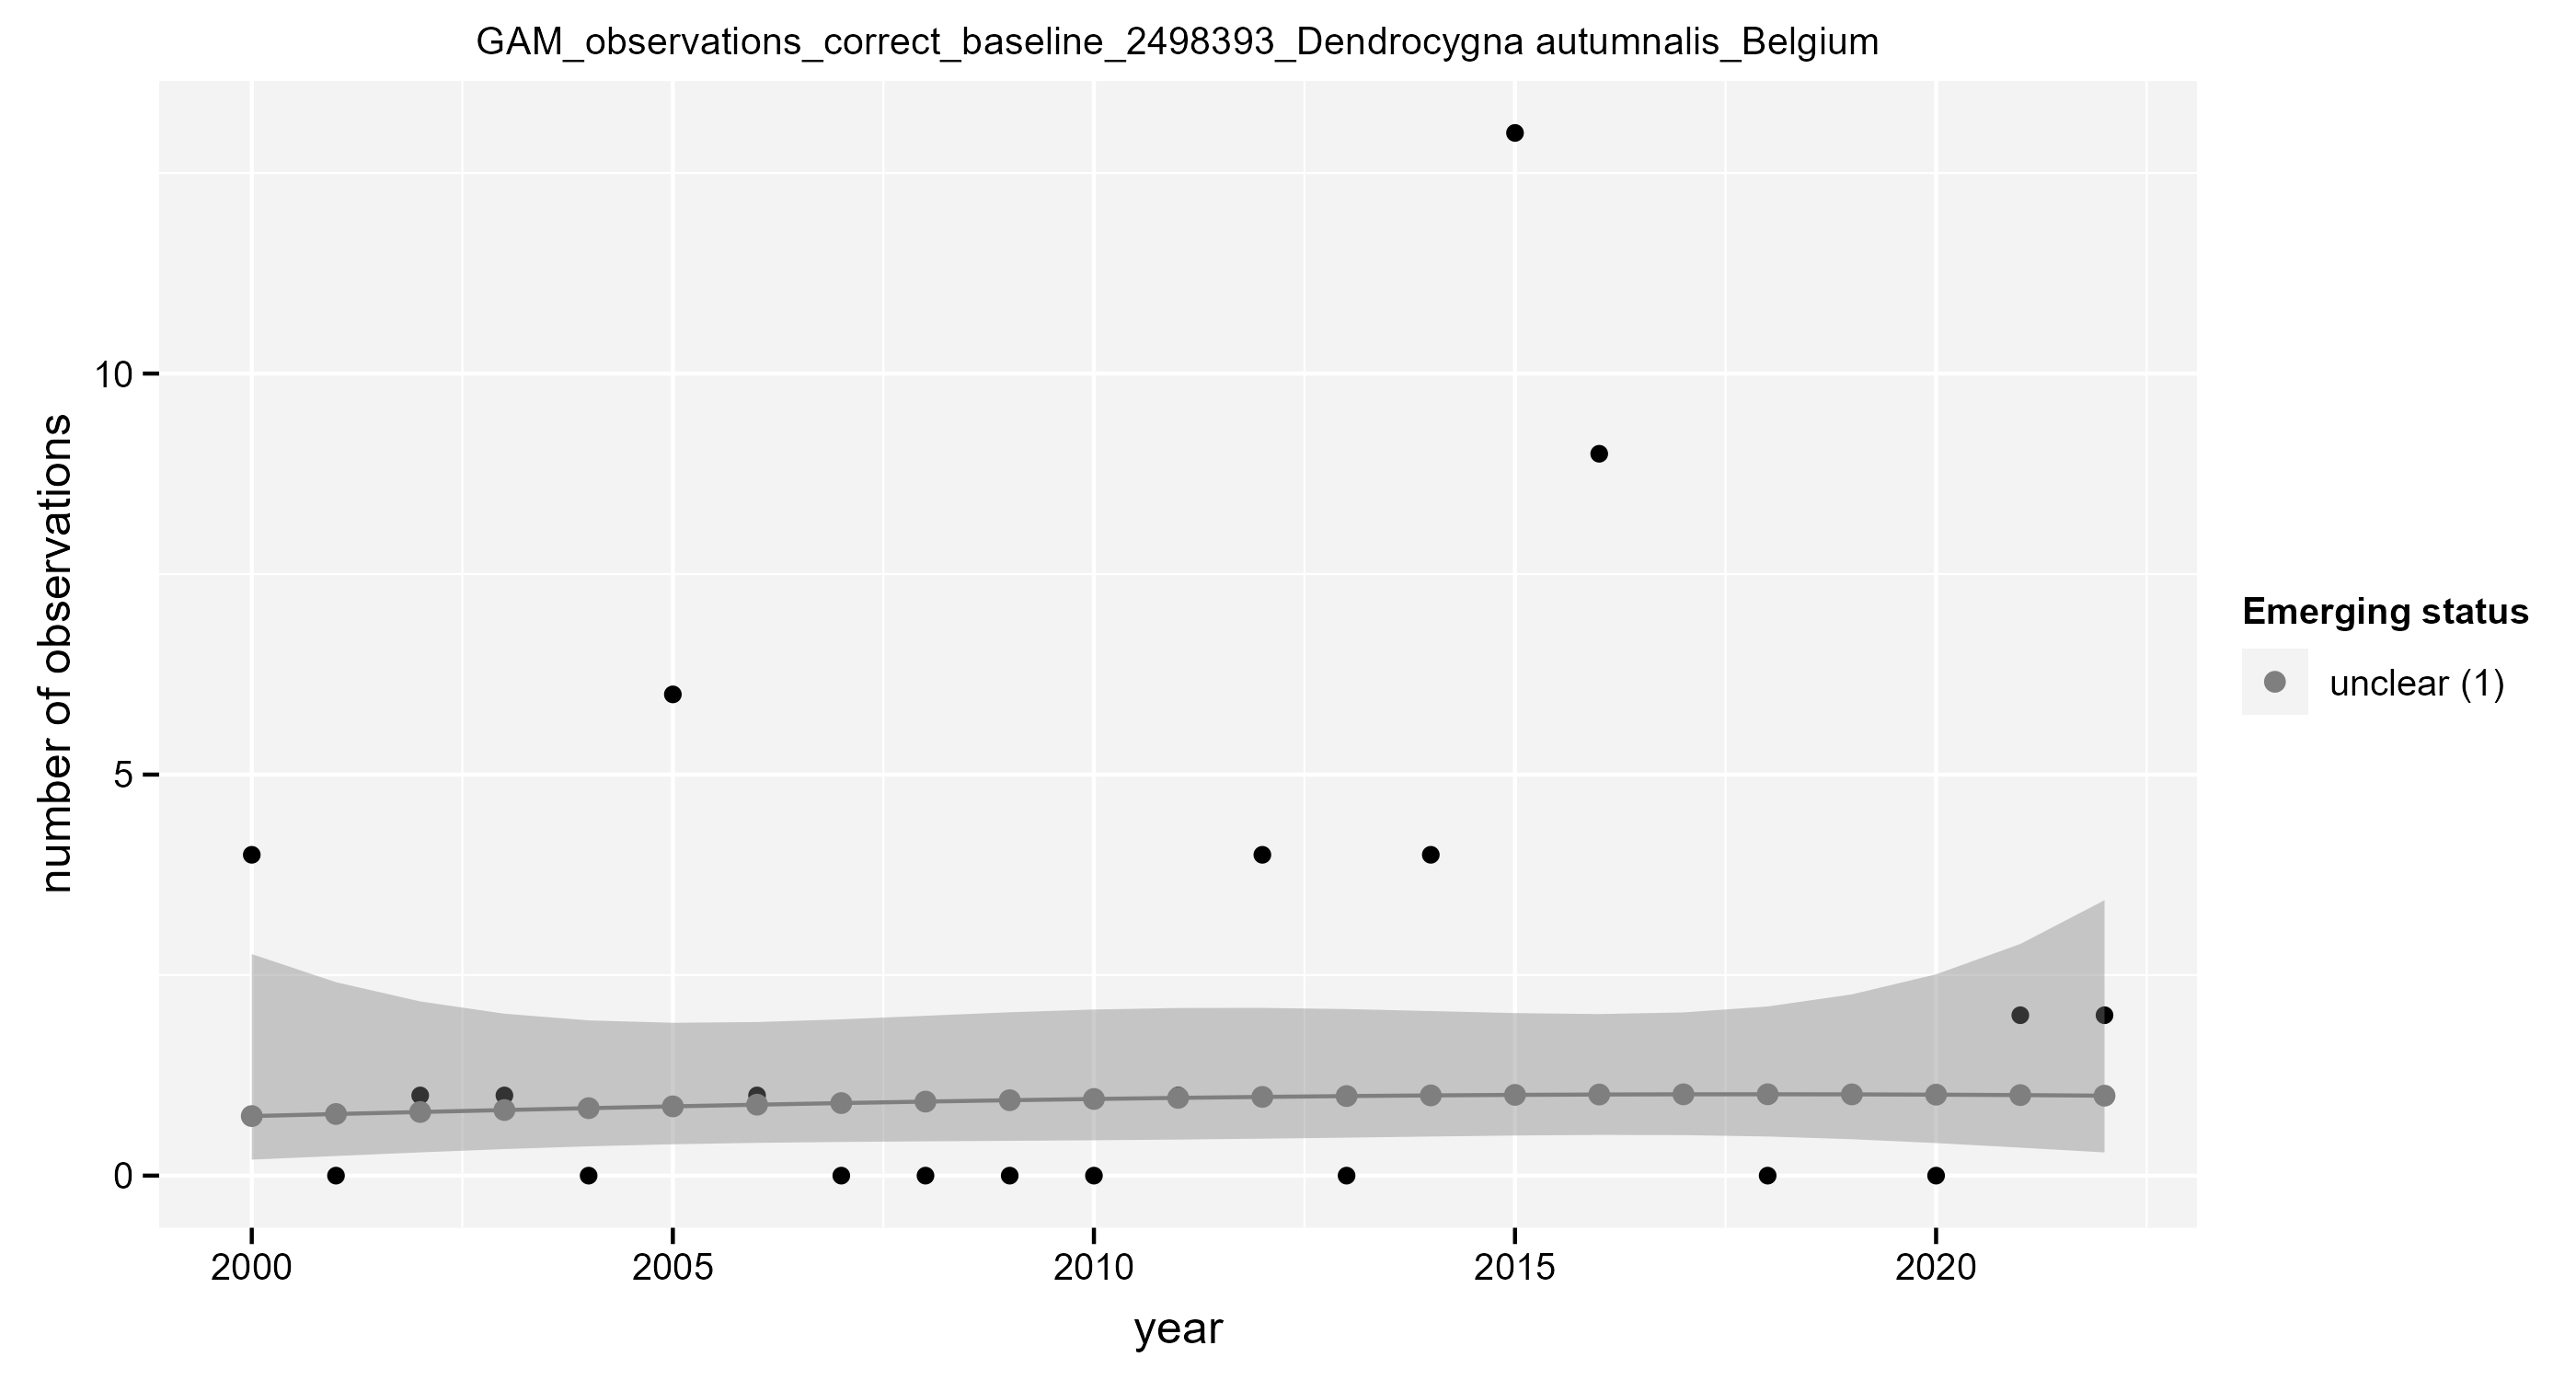 GAM_observations_correct_baseline_2498393_Dendrocygna autumnalis_Belgium
number of observations
10
5
0
2000 2005 2010 2015 2020
year
Emerging status
unclear (1)